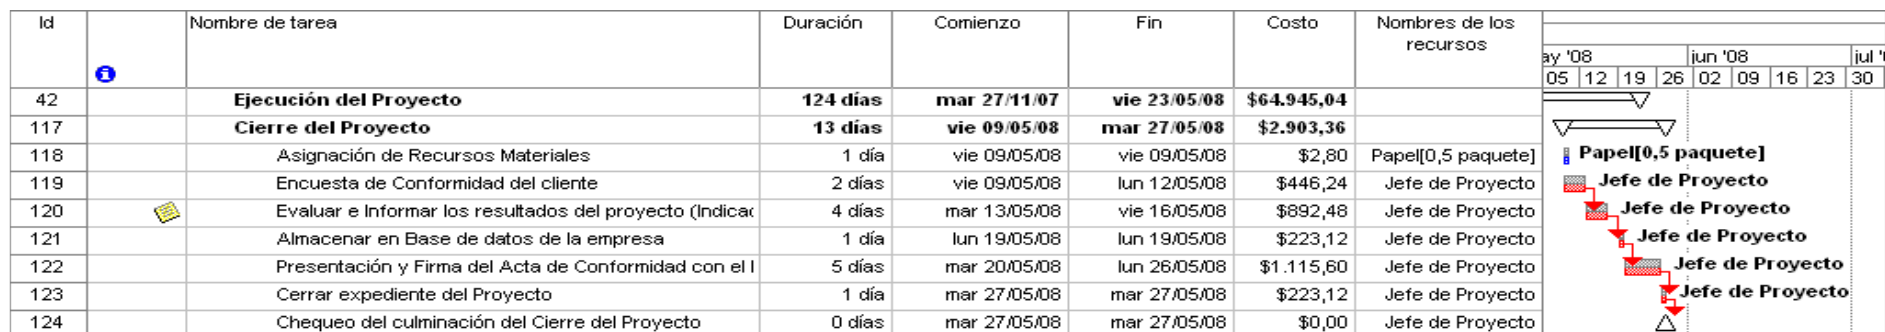 Id Nombre de tarea Duración Comienzo Fin Costo Nombres de los recursos
ay '08 jun '08 jul '
05 12 19 26 02 09 16 23 30
42 Ejecución del Proyecto 124 días mar 27/11/07 vie 23/05/08 $64.945,04
117 Cierre del Proyecto 13 días vie 09/05/08 mar 27/05/08 $2.903,36
118 Asignación de Recursos Materiales 1 día vie 09/05/08 vie 09/05/08 $2,80 Papel[0,5 paquete] Papel[0,5 paquete]
119 Encuesta de Conformidad del cliente 2 días vie 09/05/08 lun 12/05/08 $446,24 Jefe de Proyecto Jefe de Proyecto
120 Evaluar e Informar los resultados del proyecto (Indicac 4 días mar 13/05/08 vie 16/05/08 $892,48 Jefe de Proyecto Jefe de Proyecto
121 Almacenar en Base de datos de la empresa 1 día lun 19/05/08 lun 19/05/08 $223,12 Jefe de Proyecto Jefe de Proyecto
122 Presentación y Firma del Acta de Conformidad con el l 5 días mar 20/05/08 lun 26/05/08 $1.115,60 Jefe de Proyecto Jefe de Proyecto
123 Cerrar expediente del Proyecto 1 día mar 27/05/08 mar 27/05/08 $223,12 Jefe de Proyecto Jefe de Proyecto
124 Chequeo del culminación del Cierre del Proyecto 0 días mar 27/05/08 mar 27/05/08 $0,00 Jefe de Proyecto